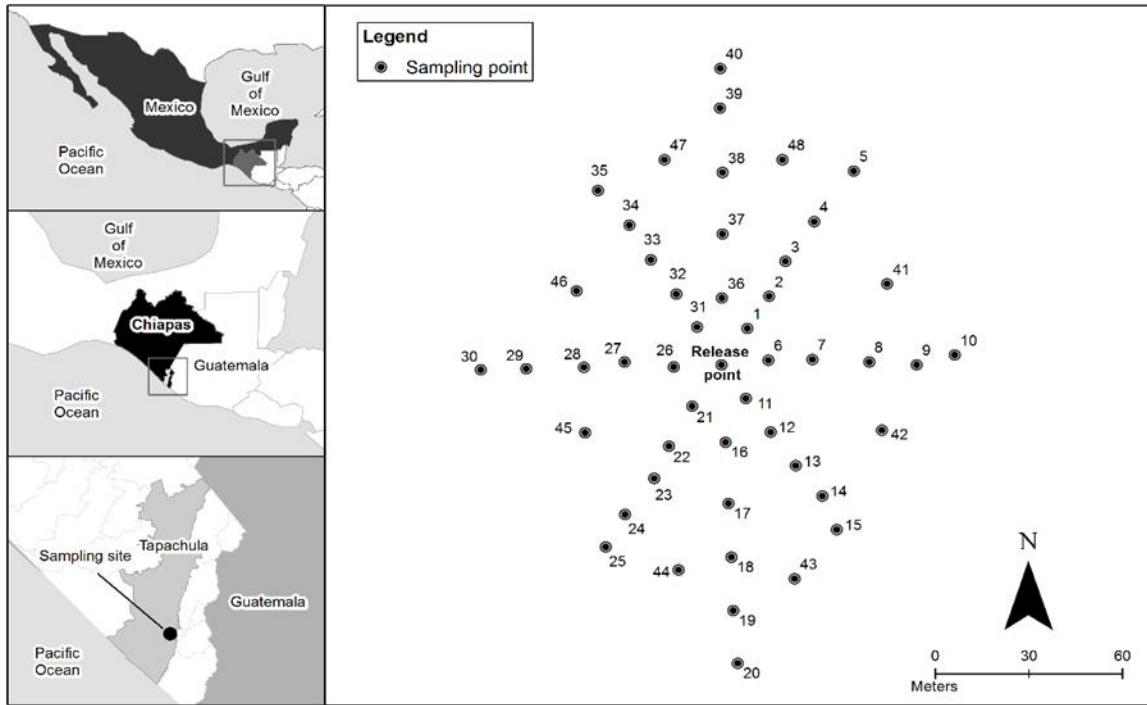 Mexico
Gulf
of
Mexico
Pacific
Ocean
Gulf
of
Mexico
Chiapas
Guatemala
Pacific
Ocean
Sampling site
Tapachula
Guatemala
Pacific
Ocean
Legend
Sampling point
40
39
47
38
48
5
35
34
37
4
33
3
46
32
36
2
41
31
1
30
29
28
27
26
Release
point
6
7
8
9
10
21
11
45
22
16
12
42
23
13
24
17
14
25
15
44
18
43
19
20
N
0
30
60
Meters